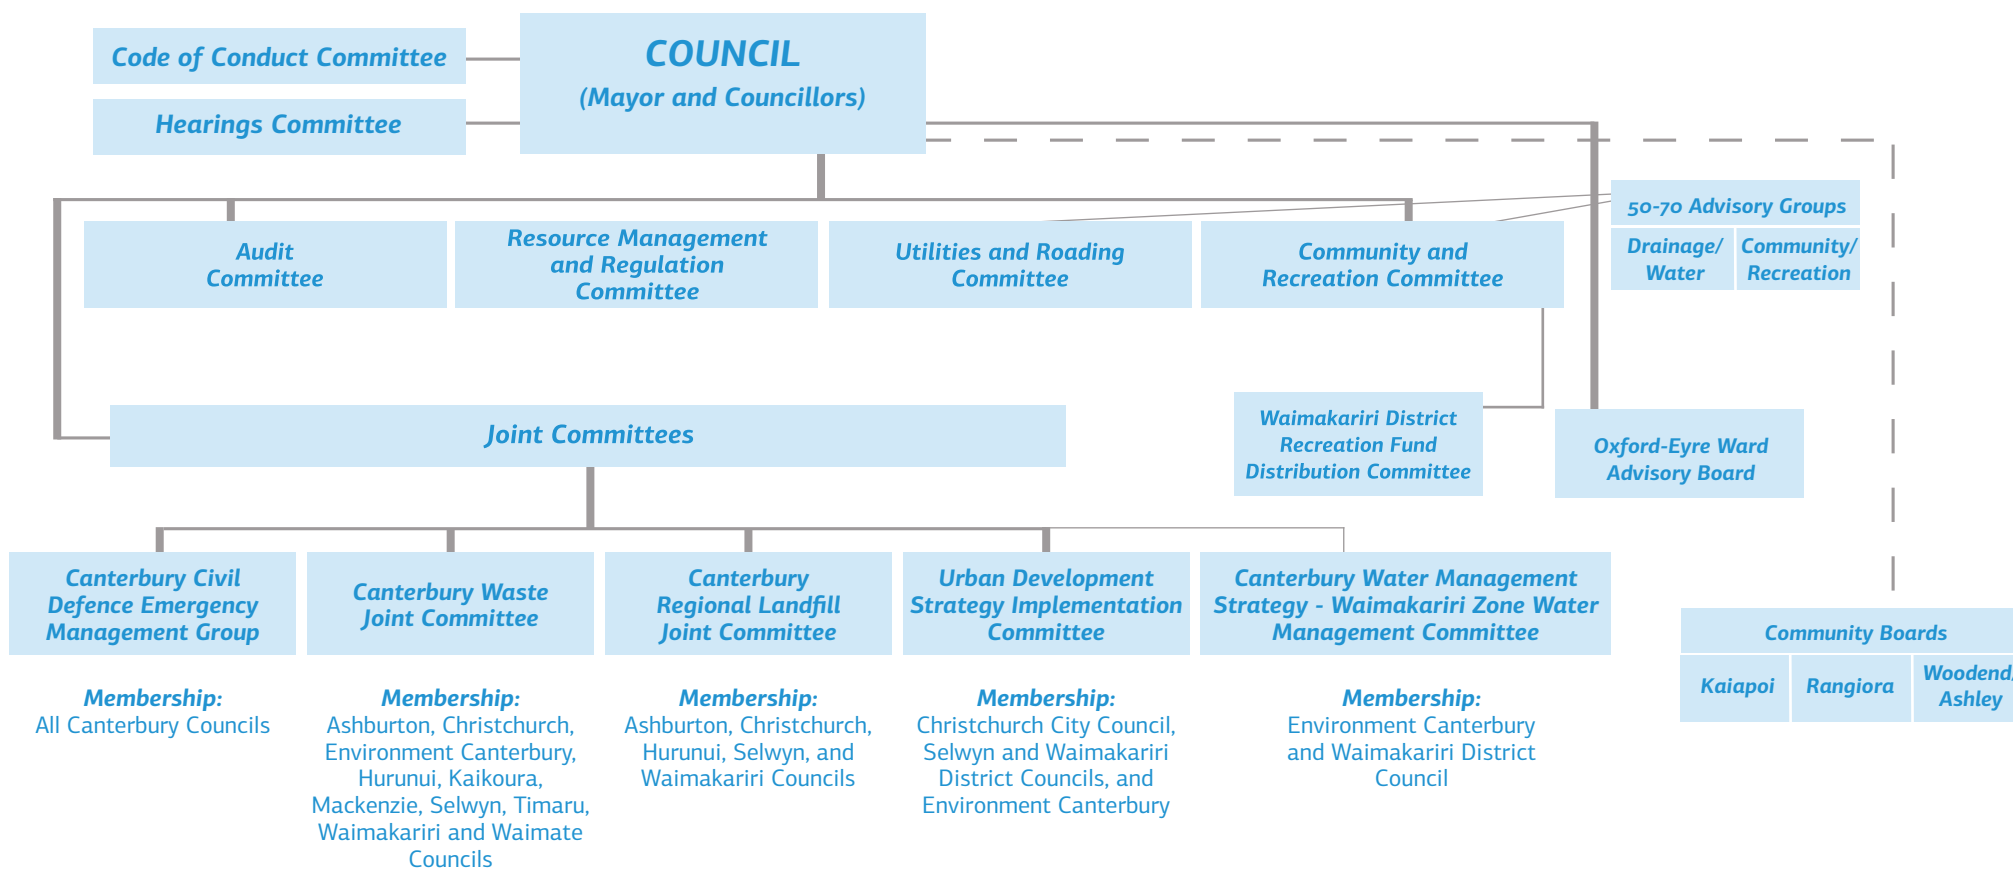 Code of Conduct Committee
Hearings Committee
COUNCIL
(Mayor and Councillors)
50-70 Advisory Groups
Drainage/
Water
Community/
Recreation
Audit
Committee
Resource Management
and Regulation
Committee
Utilities and Roading
Committee
Community and
Recreation Committee
Joint Committees
Waimakariri District
Recreation Fund
Distribution Committee
Oxford-Eyre Ward
Advisory Board
Canterbury Civil
Defence Emergency
Management Group
Canterbury Waste
Joint Committee
Canterbury
Regional Landfill
Joint Committee
Urban Development
Strategy Implementation
Committee
Canterbury Water Management
Strategy - Waimakariri Zone Water
Management Committee
Community Boards
Kaiapoi
Rangiora
Woodend/
Ashley
Membership:
All Canterbury Councils
Membership:
Ashburton, Christchurch,
Environment Canterbury,
Hurunui, Kaikoura,
Mackenzie, Selwyn, Timaru,
Waimakariri and Waimate
Councils
Membership:
Ashburton, Christchurch,
Hurunui, Selwyn, and
Waimakariri Councils
Membership:
Christchurch City Council,
Selwyn and Waimakariri
District Councils, and
Environment Canterbury
Membership:
Environment Canterbury
and Waimakariri District
Council